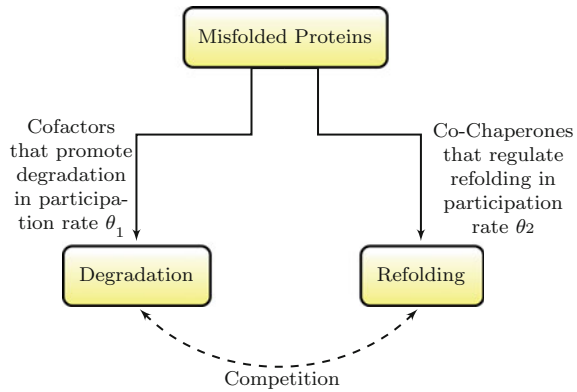 Misfolded Proteins
Cofactors
that promote
degradation
in participa-
tion rate θ1
Co-Chaperones
that regulate
refolding in
participation
rate θ2
Degradation
Refolding
Competition